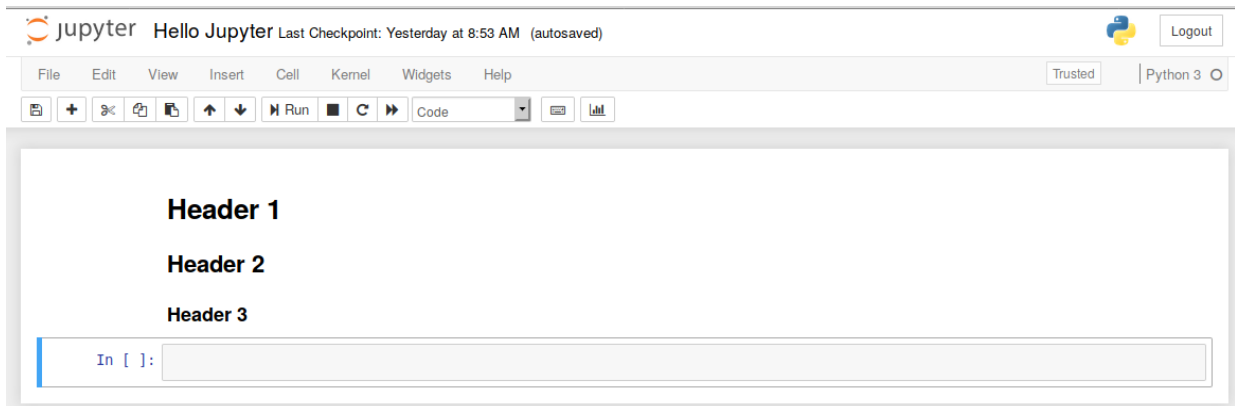 Jupyter Hello Jupyter Last Checkpoint: Yesterday at 8:53 AM (autosaved) Logout
File Edit View Insert Cell Kernel Widgets Help Trusted Python 3
Run Code
Header 1
Header 2
Header 3
In [ ]: